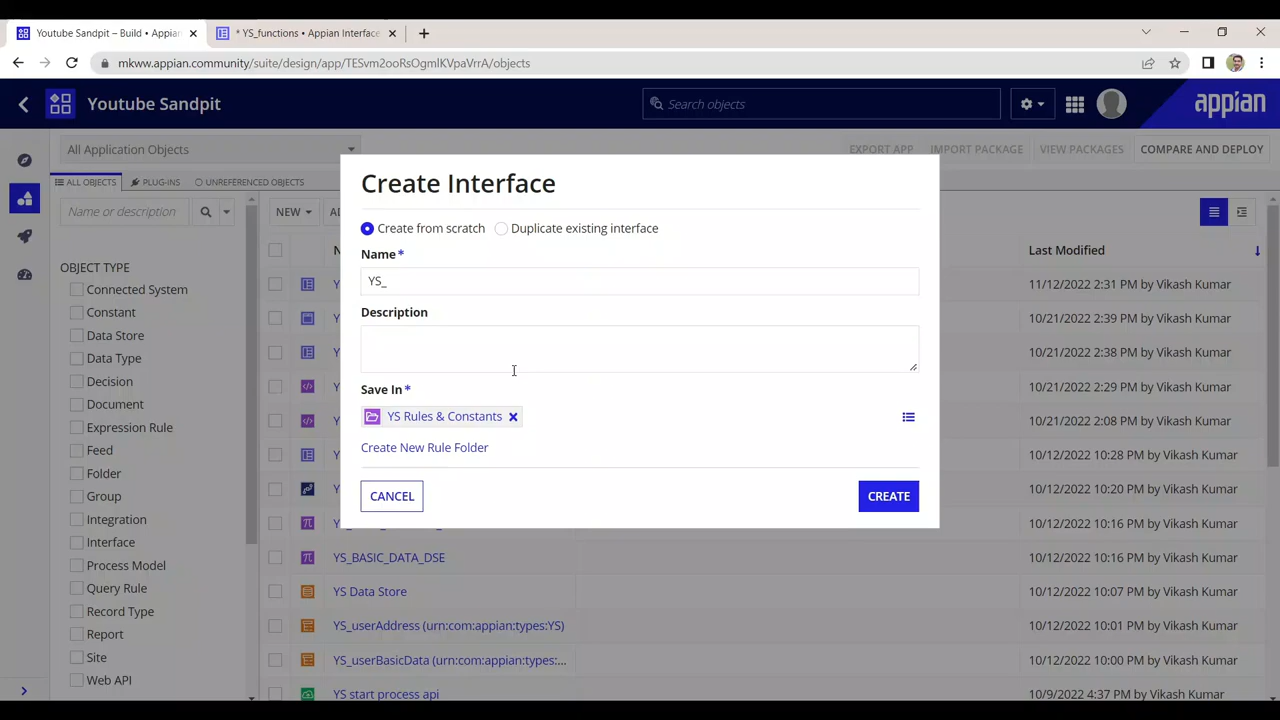 Youtube Sandpit – Build • Appian
* YS_functions • Appian Interface
mkww.appian.community/suite/design/app/TESvm2ooRsOgmIKVpaVrrA/objects
Youtube Sandpit
Search objects
appian
All Application Objects
EXPORT APP
IMPORT PACKAGE
VIEW PACKAGES
COMPARE AND DEPLOY
ALL OBJECTS
PLUG-INS
UNREFERENCED OBJECTS
Name or description
NEW
OBJECT TYPE
Connected System
Constant
Data Store
Data Type
Decision
Document
Expression Rule
Feed
Folder
Group
Integration
Interface
Process Model
Query Rule
Record Type
Report
Site
Web API
Create Interface
Create from scratch
Duplicate existing interface
Name *
YS_
Description
Save In *
YS Rules & Constants
Create New Rule Folder
CANCEL
CREATE
Last Modified
11/12/2022 2:31 PM by Vikash Kumar
10/21/2022 2:39 PM by Vikash Kumar
10/21/2022 2:38 PM by Vikash Kumar
10/21/2022 2:29 PM by Vikash Kumar
10/21/2022 2:08 PM by Vikash Kumar
10/12/2022 10:28 PM by Vikash Kumar
10/12/2022 10:20 PM by Vikash Kumar
10/12/2022 10:16 PM by Vikash Kumar
YS_BASIC_DATA_DSE
10/12/2022 10:16 PM by Vikash Kumar
YS Data Store
10/12/2022 10:07 PM by Vikash Kumar
YS_userAddress (urn:com:appian:types:YS)
10/12/2022 10:01 PM by Vikash Kumar
YS_userBasicData (urn:com:appian:types:...
10/12/2022 10:00 PM by Vikash Kumar
YS start process api
10/9/2022 4:37 PM by Vikash Kumar